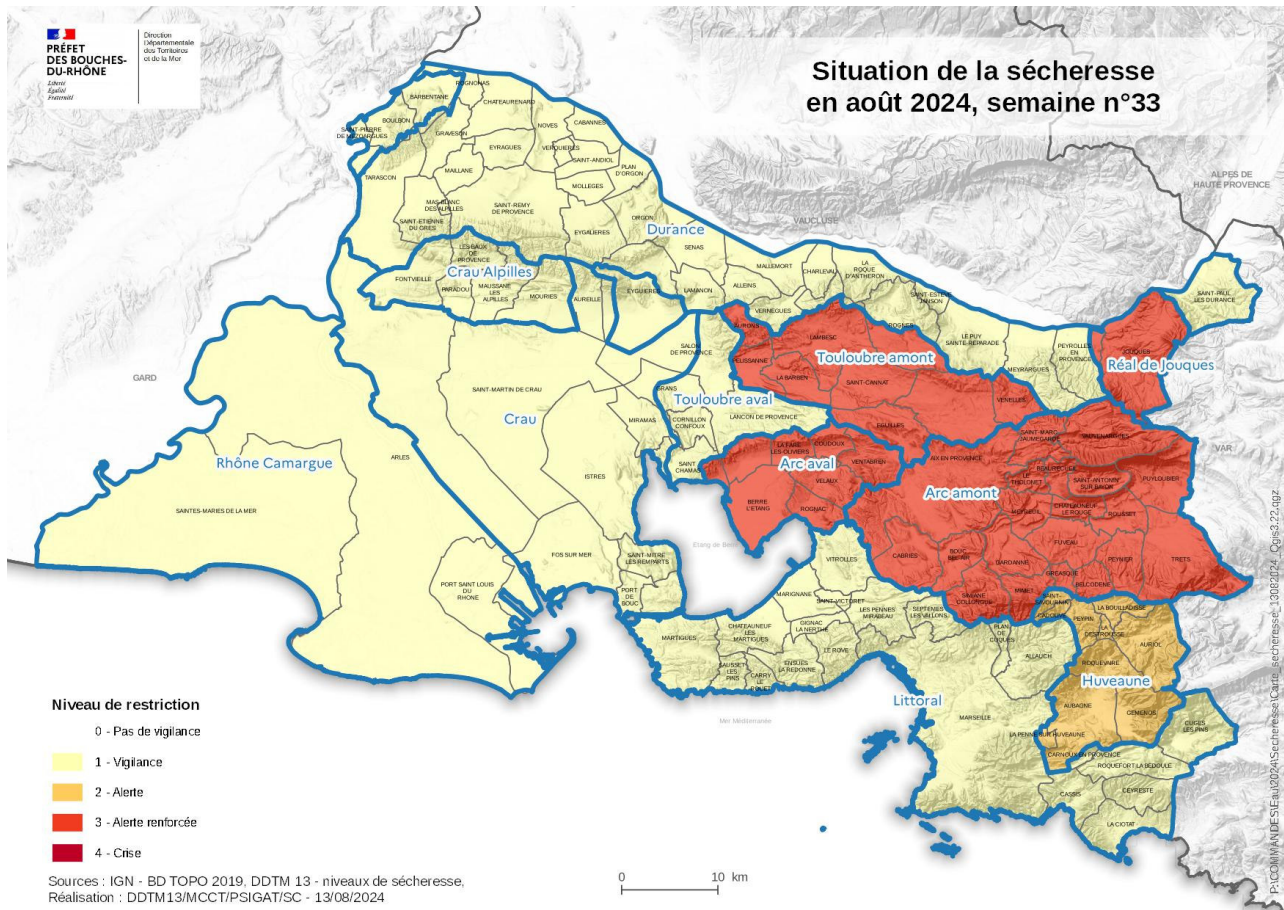 PRÉFET
DES BOUCHES-
DU-RHÔNE
Liberté
Égalité
Fraternité
Direction
Départementale
des Territoires
et de la Mer
Situation de la sécheresse
en août 2024, semaine n°33
ALPES DE
HAUTE PROVENCE
VAUCLUSE
GARD
VAR
ROGNONAS
BARBENTANE
CHATEAURENARD
BOULBON
NOVES
CABANNES
SAINT-PIERRE
DE MEZOARGUES
GRAVESON
EYRAGUES
VERQUIERES
SAINT-ANDIOL
TARASCON
MAILLANE
PLAN
D'ORGON
MOLLEGES
MAS-BLANC
DES ALPILLES
SAINT-REMY
DE PROVENCE
SAINT-ETIENNE
DU GRES
ORGON
EYGALIERES
Durance
SENAS
LES BAUX
DE
PROVENCE
Crau Alpilles
FONTVIEILLE
PARADOU
MAUSSANE
LES
ALPILLES
MOURIES
AUREILLE
EYGUIERES
LAMANON
ALLEINS
MALLEMORT
CHARLEVAL
LA
ROQUE
D'ANTHERON
VERNEGUES
SAINT-ESTEVE
JANSON
ROGNES
LE PUY
SAINTE-REPARADE
PEYROLLES
EN
PROVENCE
MEYRARGUES
SAINT-PAUL
LES DURANCE
JOUQUES
Réal de Jouques
AURONS
LAMBESC
SALON
DE PROVENCE
PELISSANNE
Touloubre amont
LA BARBEN
SAINT-CANNAT
VENELLES
EGUILLES
SAINT-MARTIN DE CRAU
GRANS
Touloubre aval
Crau
MIRAMAS
CORNILLON
CONFOUX
LANCON DE PROVENCE
SAINT
CHAMAS
LA FARE
LES OLIVIERS
COUDOUX
Arc aval
VENTABREN
VELAUX
BERRE
L'ETANG
ROGNAC
AIX EN PROVENCE
SAINT-MARC
JAUMEGARDE
VAUVENARGUES
BEAURECUEIL
LE
THOLONET
SAINT-ANTONIN
SUR BAYON
PUYLOUBIER
Arc amont
MEYREUIL
CHATEAUNEUF
LE ROUGE
ROUSSET
FUVEAU
CABRIES
BOUC
BEL AIR
GARDANNE
PEYNIER
TRETS
GREASQUE
BELCODENE
SIMIANE
COLLONGUE
MIMET
SAINT-
SAVOURNIN
CADOLIVE
Rhône Camargue
ARLES
ISTRES
SAINTES-MARIES DE LA MER
FOS SUR MER
PORT SAINT LOUIS
DU
RHONE
SAINT-MITRE
LES REMPARTS
PORT
DE
BOUC
VITROLLES
MARIGNANE
SAINT-VICTORET
MARTIGUES
CHATEAUNEUF
LES
MARTIGUES
GIGNAC
LA NERTHE
LES PENNES
MIRABEAU
SEPTEMES
LES VALLONS
LE ROVE
SAUSSET
LES
PINS
CARRY
LE
ROUET
ENSUES
LA REDONNE
PLAN
DE
CUQUES
ALLAUCH
PEYPIN
LA BOUILLADISSE
LA
DESTROUSSE
AURIOL
ROQUEVAIRE
Huveaune
AUBAGNE
GEMENOS
Littoral
MARSEILLE
LA PENNE SUR HUVEAUNE
CARNOUX EN PROVENCE
CUGES
LES PINS
ROQUEFORT LA BEDOULE
CASSIS
CEYRESTE
LA CIOTAT
Mer Méditerranée
Niveau de restriction
0 - Pas de vigilance
1 - Vigilance
2 - Alerte
3 - Alerte renforcée
4 - Crise
Sources : IGN - BD TOPO 2019, DDTM 13 - niveaux de sécheresse,
Réalisation : DDTM13/MCCT/PSIGAT/SC - 13/08/2024
0
10 km
P:\COMMANDES\Eau\2024\Secheresse\Carte_secheresse_13082024_Qgis3.22.qgz